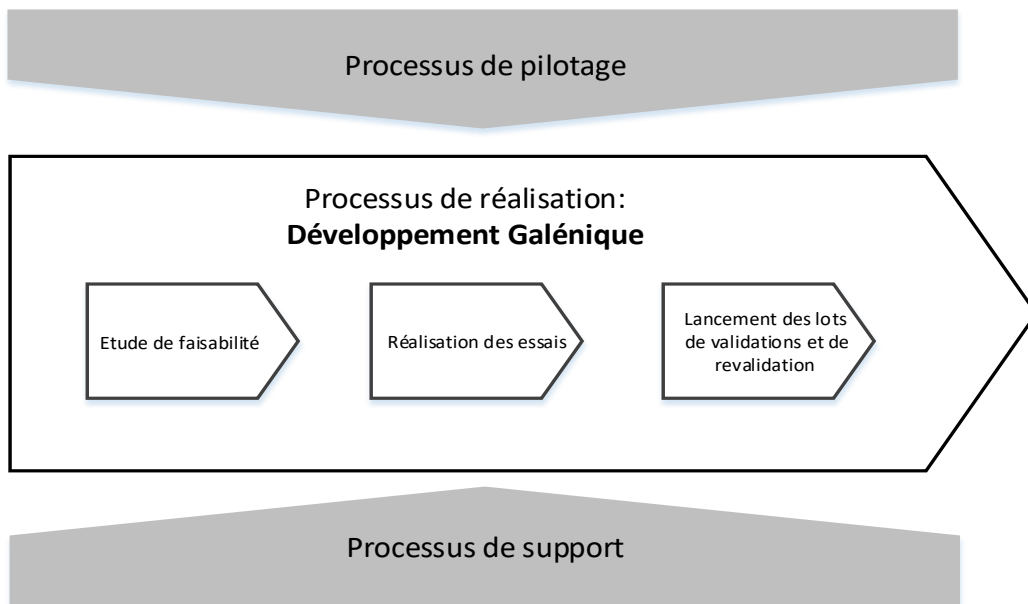 Processus de pilotage
Processus de réalisation:
Développement Galénique
Etude de faisabilité
Réalisation des essais
Lancement des lots
de validations et de
revalidation
Processus de support